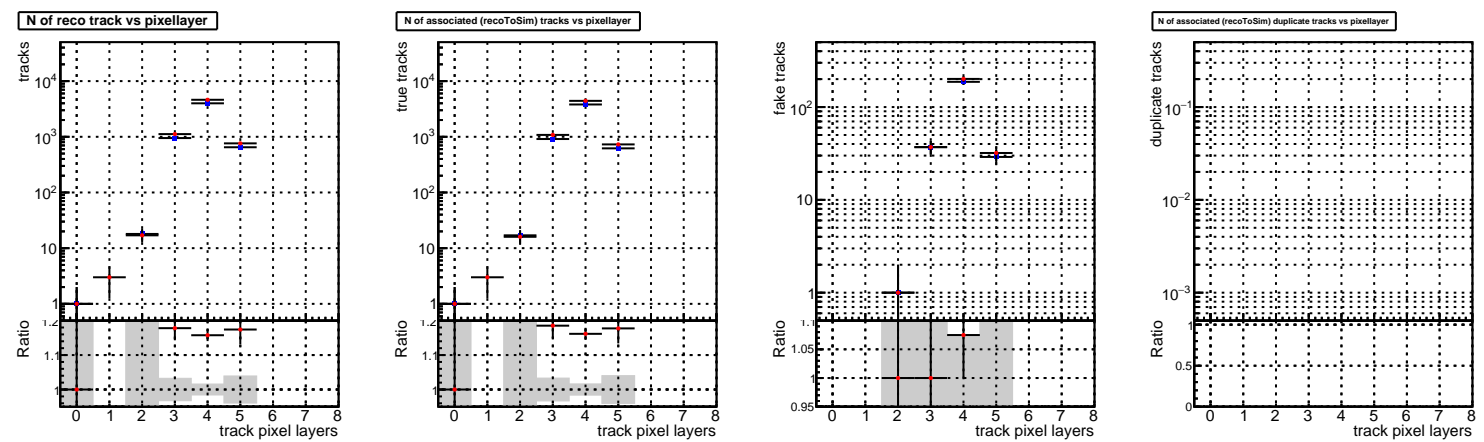 N of reco track vs pixellayer
tracks
10⁴
10³
10²
10
1
Ratio
1.2
1.1
1
0 1 2 3 4 5 6 7 8
track pixel layers
N of associated (recoToSim) tracks vs pixellayer
true tracks
10⁴
10³
10²
10
1
Ratio
1.2
1.1
1
0 1 2 3 4 5 6 7 8
track pixel layers
fake tracks
10²
10
1
Ratio
1.1
1.05
1
0.95
0 1 2 3 4 5 6 7 8
track pixel layers
N of associated (recoToSim) duplicate tracks vs pixellayer
duplicate tracks
10⁻¹
10⁻²
10⁻³
Ratio
1
0.5
0
0 1 2 3 4 5 6 7 8
track pixel layers